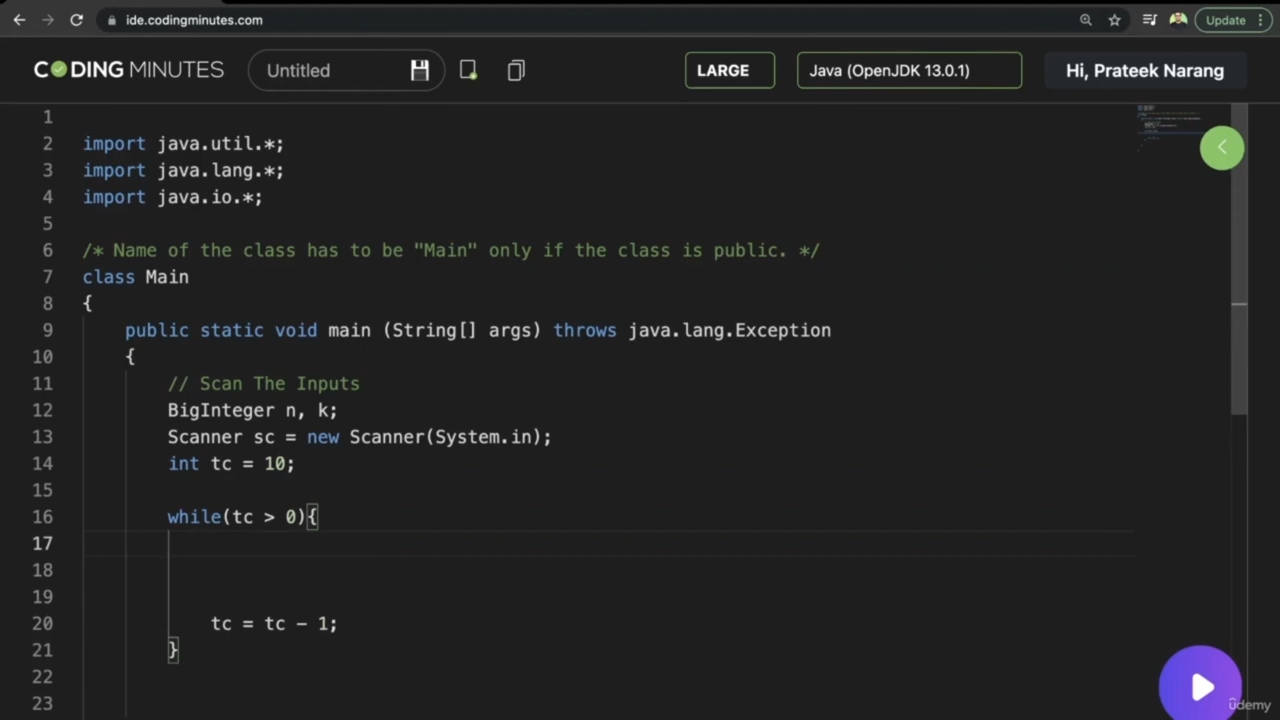 ide.codingminutes.com
Update
CODING MINUTES
Untitled
LARGE
Java (OpenJDK 13.0.1)
Hi, Prateek Narang
1
2 import java.util.*;
3 import java.lang.*;
4 import java.io.*;
5
6 /* Name of the class has to be "Main" only if the class is public. */
7 class Main
8 {
9 public static void main (String[] args) throws java.lang.Exception
10 {
11 // Scan The Inputs
12 BigInteger n, k;
13 Scanner sc = new Scanner(System.in);
14 int tc = 10;
15
16 while(tc > 0){
17
18
19
20 tc = tc - 1;
21 }
22
23
udemy